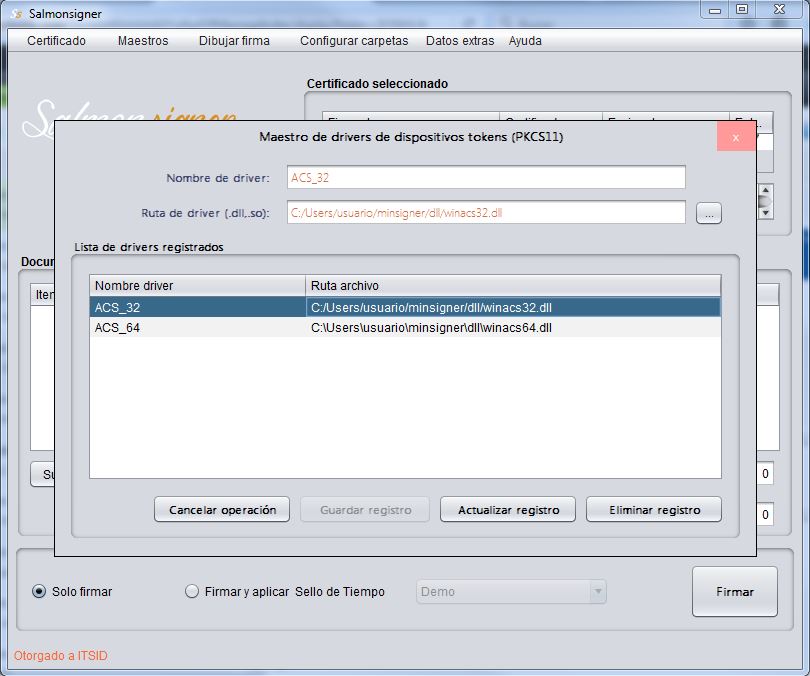 Salmonsigner
Certificado Maestros Dibujar firma Configurar carpetas Datos extras Ayuda
Certificado seleccionado
Maestro de drivers de dispositivos tokens (PKCS11) x
Nombre de driver: ACS_32
Ruta de driver (.dll,.so): C:/Users/usuario/minsigner/dll/winacs32.dll ...
Lista de drivers registrados
Nombre driver Ruta archivo
ACS_32 C:/Users/usuario/minsigner/dll/winacs32.dll
ACS_64 C:\Users\usuario\minsigner\dll\winacs64.dll
0
Cancelar operación Guardar registro Actualizar registro Eliminar registro
0
Solo firmar Firmar y aplicar Sello de Tiempo Demo Firmar
Otorgado a ITSID